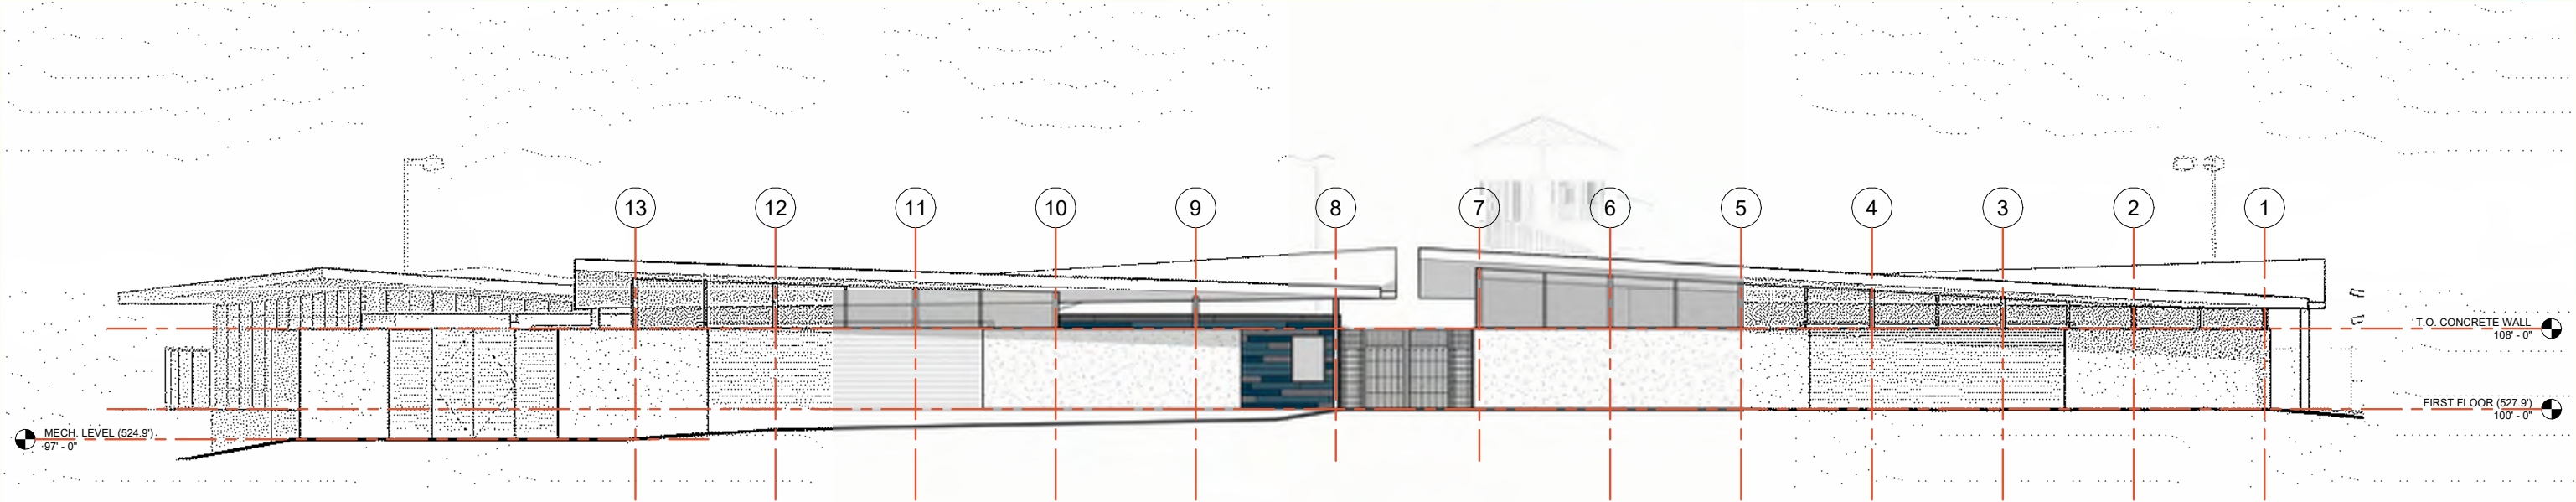 13 12 11 10 9 8 7 6 5 4 3 2 1
T.O. CONCRETE WALL
108' - 0"
FIRST FLOOR (527.9')
100' - 0"
MECH. LEVEL (524.9')
97' - 0"